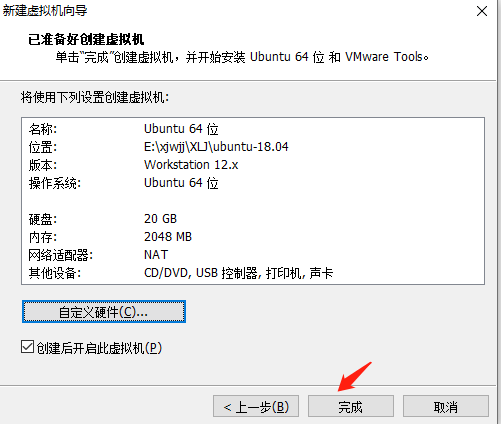 新建虚拟机向导
已准备好创建虚拟机
单击“完成”创建虚拟机，并开始安装 Ubuntu 64 位 和 VMware Tools。
将使用下列设置创建虚拟机:
名称: Ubuntu 64 位
位置: E:\xjwjj\XLJ\ubuntu-18.04
版本: Workstation 12.x
操作系统: Ubuntu 64 位
硬盘: 20 GB
内存: 2048 MB
网络适配器: NAT
其他设备: CD/DVD, USB 控制器, 打印机, 声卡
自定义硬件(C)...
创建后开启此虚拟机(P)
< 上一步(B) 完成 取消